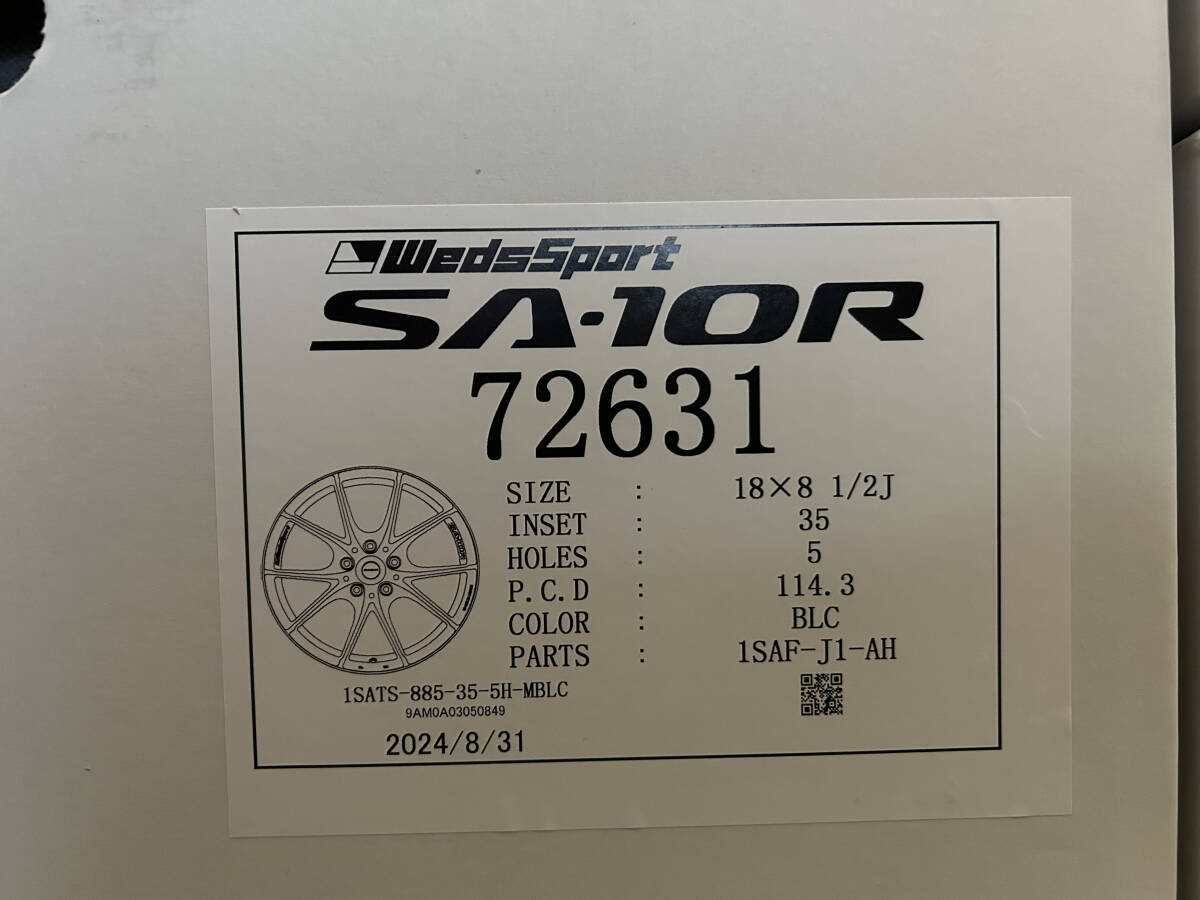 WedsSport
SA-10R
72631
SIZE : 18×8 1/2J
INSET : 35
HOLES : 5
P.C.D : 114.3
COLOR : BLC
PARTS : 1SAF-J1-AH
1SATS-885-35-5H-MBLC
9AM0A03050849
2024/8/31